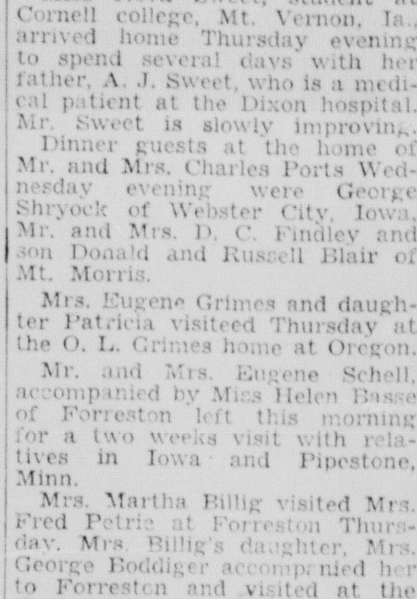 Sweet, student at
Cornell college, Mt. Vernon, Ia.
arrived home Thursday evening
to spend several days with her
father, A. J. Sweet, who is a medi-
cal patient at the Dixon hospital.
Mr. Sweet is slowly improving.
Dinner guests at the home of
Mr. and Mrs. Charles Ports Wed-
nesday evening were George
Shryock of Webster City, Iowa,
Mr. and Mrs. D. C. Findley and
son Donald and Russell Blair of
Mt. Morris.
Mrs. Eugene Grimes and daugh-
ter Patricia visiteed Thursday at
the O. L. Grimes home at Oregon.
Mr. and Mrs. Eugene Schell,
accompanied by Miss Helen Basse
of Forreston left this morning
for a two weeks visit with rela-
tives in Iowa and Pipestone,
Minn.
Mrs. Martha Billig visited Mrs.
Fred Petrie at Forreston Thurs-
day. Mrs. Billig's daughter, Mrs.
George Boddiger accompanied her
to Forreston and visited at the